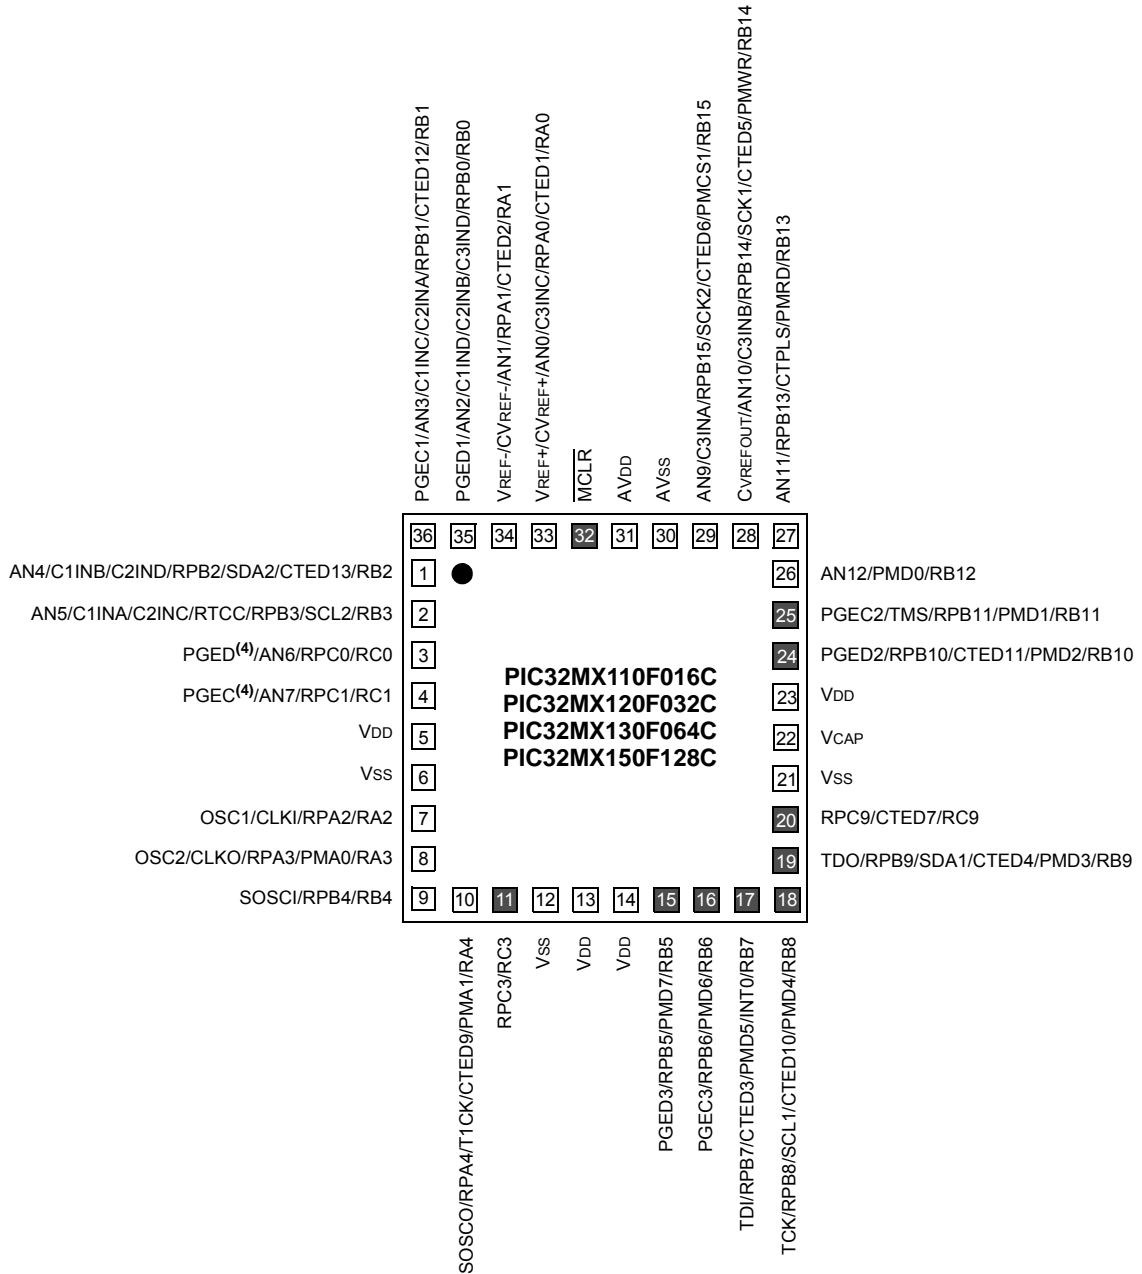 PGEC1/AN3/C1INC/C2INA/RPB1/CTED12/RB1
PGED1/AN2/C1IND/C2INB/C3IND/RPB0/RB0
VREF-/CVREF-/AN1/RPA1/CTED2/RA1
VREF+/CVREF+/AN0/C3INC/RPA0/CTED1/RA0
MCLR
AVDD
AVSS
AN9/C3INA/RPB15/SCK2/CTED6/PMCS1/RB15
CVREFOUT/AN10/C3INB/RPB14/SCK1/CTED5/PMWR/RB14
AN11/RPB13/CTPLS/PMRD/RB13
36 35 34 33 32 31 30 29 28 27
AN4/C1INB/C2IND/RPB2/SDA2/CTED13/RB2 1
26 AN12/PMD0/RB12
AN5/C1INA/C2INC/RTCC/RPB3/SCL2/RB3 2
25 PGEC2/TMS/RPB11/PMD1/RB11
PGED(4)/AN6/RPC0/RC0 3
24 PGED2/RPB10/CTED11/PMD2/RB10
PGEC(4)/AN7/RPC1/RC1 4
23 VDD
VDD 5
22 VCAP
VSS 6
21 VSS
OSC1/CLKI/RPA2/RA2 7
20 RPC9/CTED7/RC9
OSC2/CLKO/RPA3/PMA0/RA3 8
19 TDO/RPB9/SDA1/CTED4/PMD3/RB9
SOSCI/RPB4/RB4 9
PIC32MX110F016C
PIC32MX120F032C
PIC32MX130F064C
PIC32MX150F128C
10 11 12 13 14 15 16 17 18
SOSCO/RPA4/T1CK/CTED9/PMA1/RA4
RPC3/RC3
VSS
VDD
VDD
PGED3/RPB5/PMD7/RB5
PGEC3/RPB6/PMD6/RB6
TDI/RPB7/CTED3/PMD5/INT0/RB7
TCK/RPB8/SCL1/CTED10/PMD4/RB8